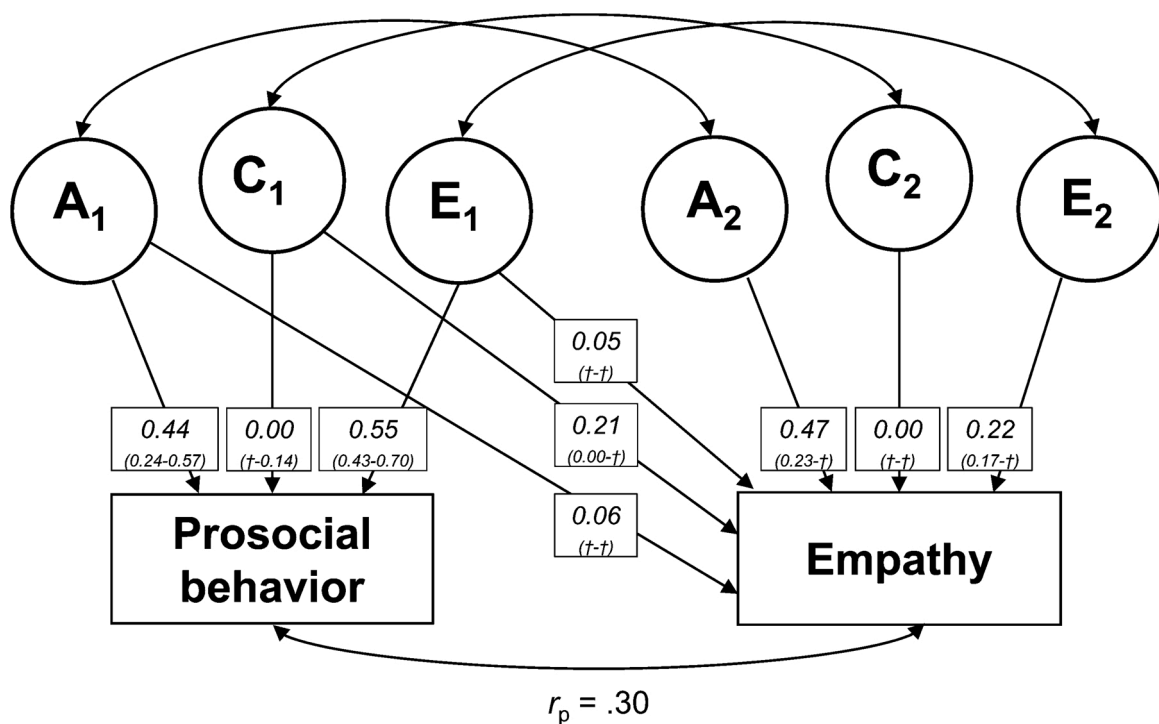 A₁
C₁
E₁
A₂
C₂
E₂
0.05
(†-†)
0.44
(0.24-0.57)
0.00
(†-0.14)
0.55
(0.43-0.70)
0.21
(0.00-†)
0.47
(0.23-†)
0.00
(†-†)
0.22
(0.17-†)
0.06
(†-†)
Prosocial
behavior
Empathy
rₚ = .30